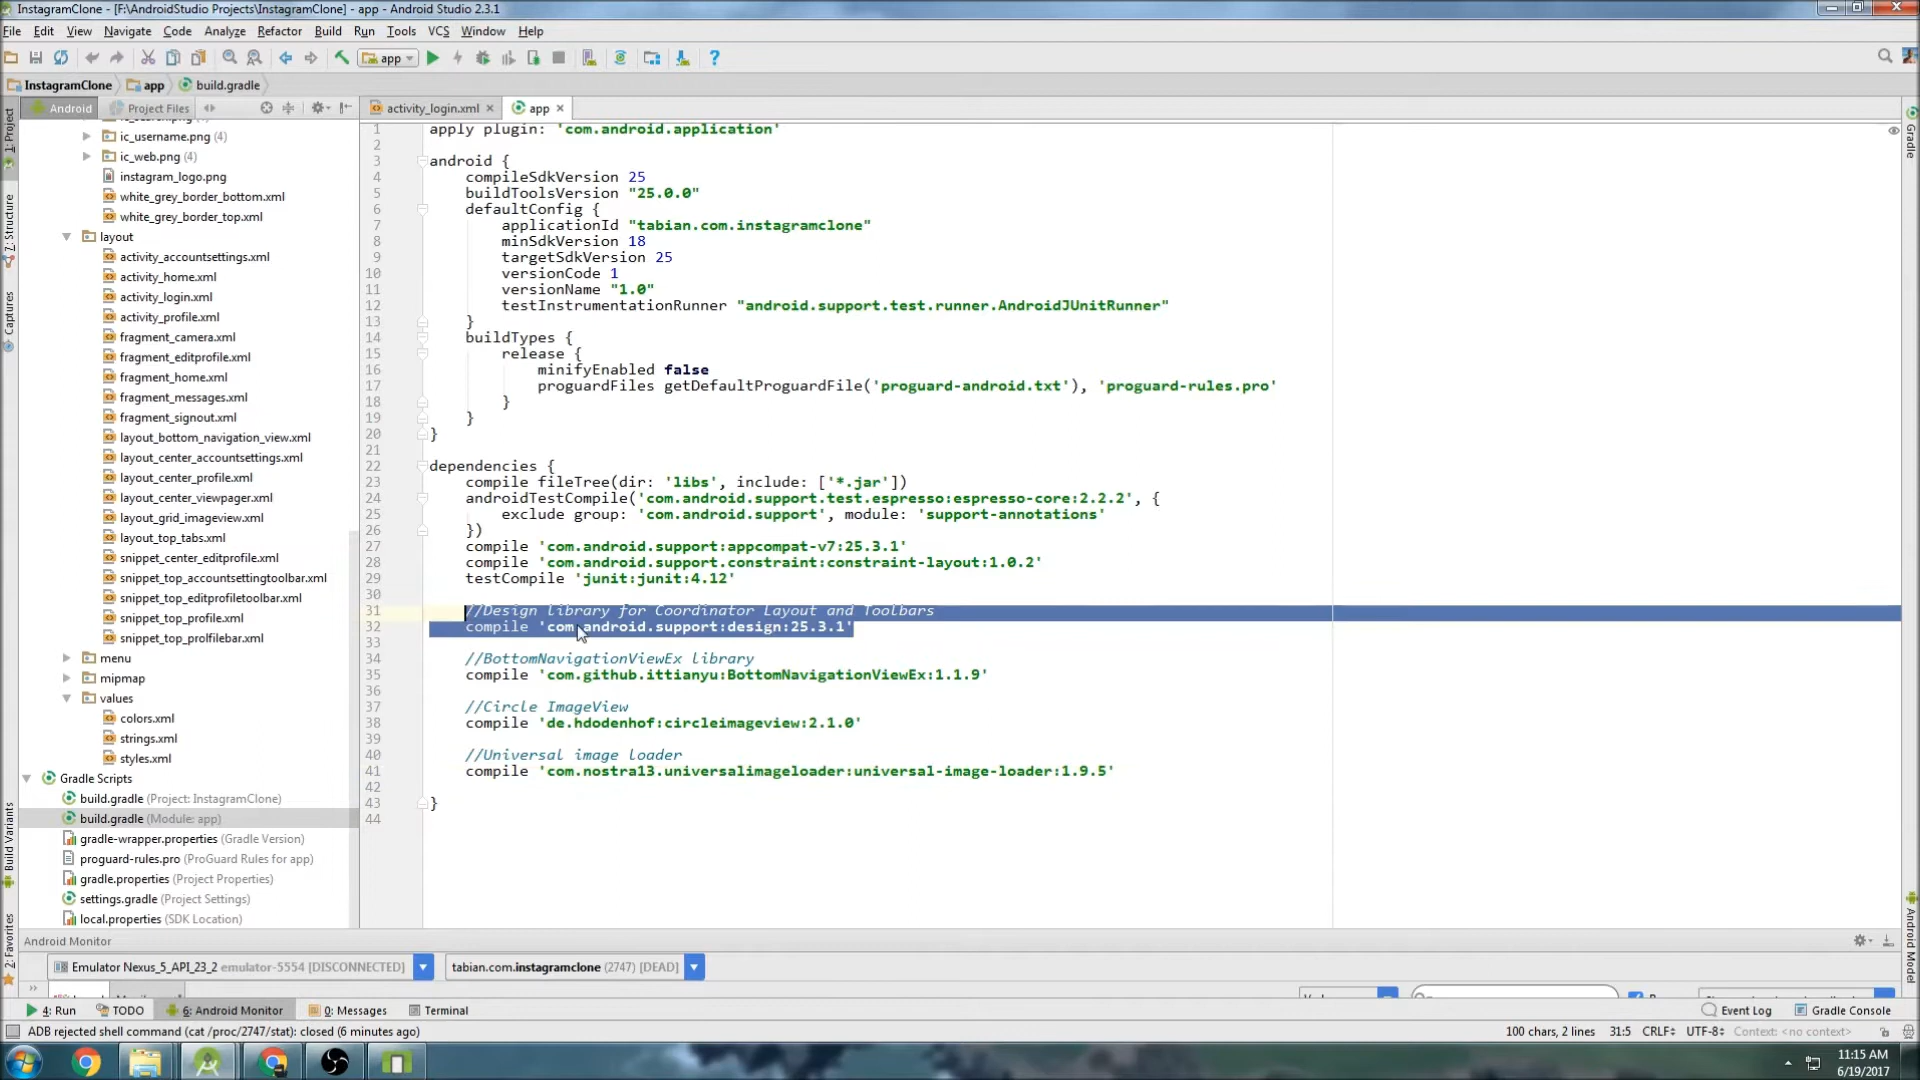 InstagramClone - [F:\AndroidStudio Projects\InstagramClone] - app - Android Studio 2.3.1
File Edit View Navigate Code Analyze Refactor Build Run Tools VCS Window Help
app
InstagramClone app build.gradle
Android Project Files
activity_login.xml app
ic_username.png (4)
ic_web.png (4)
instagram_logo.png
white_grey_border_bottom.xml
white_grey_border_top.xml
layout
activity_accountsettings.xml
activity_home.xml
activity_login.xml
activity_profile.xml
fragment_camera.xml
fragment_editprofile.xml
fragment_home.xml
fragment_messages.xml
fragment_signout.xml
layout_bottom_navigation_view.xml
layout_center_accountsettings.xml
layout_center_profile.xml
layout_center_viewpager.xml
layout_grid_imageview.xml
layout_top_tabs.xml
snippet_center_editprofile.xml
snippet_top_accountsettingtoolbar.xml
snippet_top_editprofiletoolbar.xml
snippet_top_profile.xml
snippet_top_prolfilebar.xml
menu
mipmap
values
colors.xml
strings.xml
styles.xml
Gradle Scripts
build.gradle (Project: InstagramClone)
build.gradle (Module: app)
gradle-wrapper.properties (Gradle Version)
proguard-rules.pro (ProGuard Rules for app)
gradle.properties (Project Properties)
settings.gradle (Project Settings)
local.properties (SDK Location)
1 apply plugin: 'com.android.application'
2
3 android {
4 compileSdkVersion 25
5 buildToolsVersion "25.0.0"
6 defaultConfig {
7 applicationId "tabian.com.instagramclone"
8 minSdkVersion 18
9 targetSdkVersion 25
10 versionCode 1
11 versionName "1.0"
12 testInstrumentationRunner "android.support.test.runner.AndroidJUnitRunner"
13 }
14 buildTypes {
15 release {
16 minifyEnabled false
17 proguardFiles getDefaultProguardFile('proguard-android.txt'), 'proguard-rules.pro'
18 }
19 }
20 }
21
22 dependencies {
23 compile fileTree(dir: 'libs', include: ['*.jar'])
24 androidTestCompile('com.android.support.test.espresso:espresso-core:2.2.2', {
25 exclude group: 'com.android.support', module: 'support-annotations'
26 })
27 compile 'com.android.support:appcompat-v7:25.3.1'
28 compile 'com.android.support.constraint:constraint-layout:1.0.2'
29 testCompile 'junit:junit:4.12'
30
31 //Design library for Coordinator Layout and Toolbars
32 compile 'com.android.support:design:25.3.1'
33
34 //BottomNavigationViewEx library
35 compile 'com.github.ittianyu:BottomNavigationViewEx:1.1.9'
36
37 //Circle ImageView
38 compile 'de.hdodenhof:circleimageview:2.1.0'
39
40 //Universal image loader
41 compile 'com.nostra13.universalimageloader:universal-image-loader:1.9.5'
42
43 }
44
1: Project
7: Structure
Captures
Build Variants
2: Favorites
Gradle
Android Model
Android Monitor
Emulator Nexus_5_API_23_2 emulator-5554 [DISCONNECTED] tabian.com.instagramclone (2747) [DEAD]
4: Run TODO 6: Android Monitor 0: Messages Terminal Event Log Gradle Console
ADB rejected shell command (cat /proc/2747/stat): closed (6 minutes ago) 100 chars, 2 lines 31:5 CRLF UTF-8 Context: <no context>
11:15 AM
6/19/2017